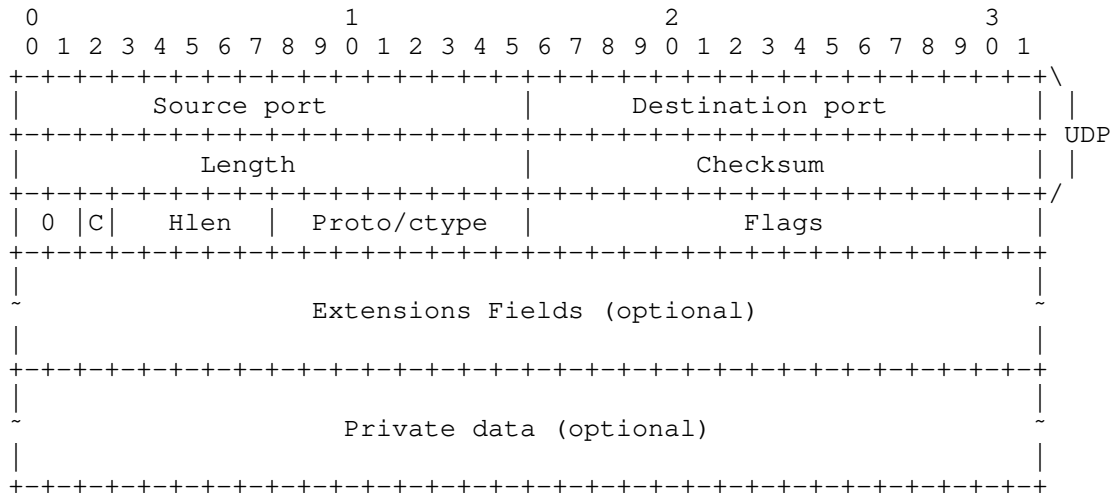 0                   1                   2                   3
 0 1 2 3 4 5 6 7 8 9 0 1 2 3 4 5 6 7 8 9 0 1 2 3 4 5 6 7 8 9 0 1
+-+-+-+-+-+-+-+-+-+-+-+-+-+-+-+-+-+-+-+-+-+-+-+-+-+-+-+-+-+-+-+-+\
|        Source port            |      Destination port         | |
+-+-+-+-+-+-+-+-+-+-+-+-+-+-+-+-+-+-+-+-+-+-+-+-+-+-+-+-+-+-+-+-+ UDP
|           Length              |          Checksum             | |
+-+-+-+-+-+-+-+-+-+-+-+-+-+-+-+-+-+-+-+-+-+-+-+-+-+-+-+-+-+-+-+-+/
| 0 |C|   Hlen  |  Proto/ctype  |             Flags             |
+-+-+-+-+-+-+-+-+-+-+-+-+-+-+-+-+-+-+-+-+-+-+-+-+-+-+-+-+-+-+-+-+
|                                                               |
~                  Extensions Fields (optional)                 ~
|                                                               |
+-+-+-+-+-+-+-+-+-+-+-+-+-+-+-+-+-+-+-+-+-+-+-+-+-+-+-+-+-+-+-+-+
|                                                               |
~                    Private data (optional)                    ~
|                                                               |
+-+-+-+-+-+-+-+-+-+-+-+-+-+-+-+-+-+-+-+-+-+-+-+-+-+-+-+-+-+-+-+-+